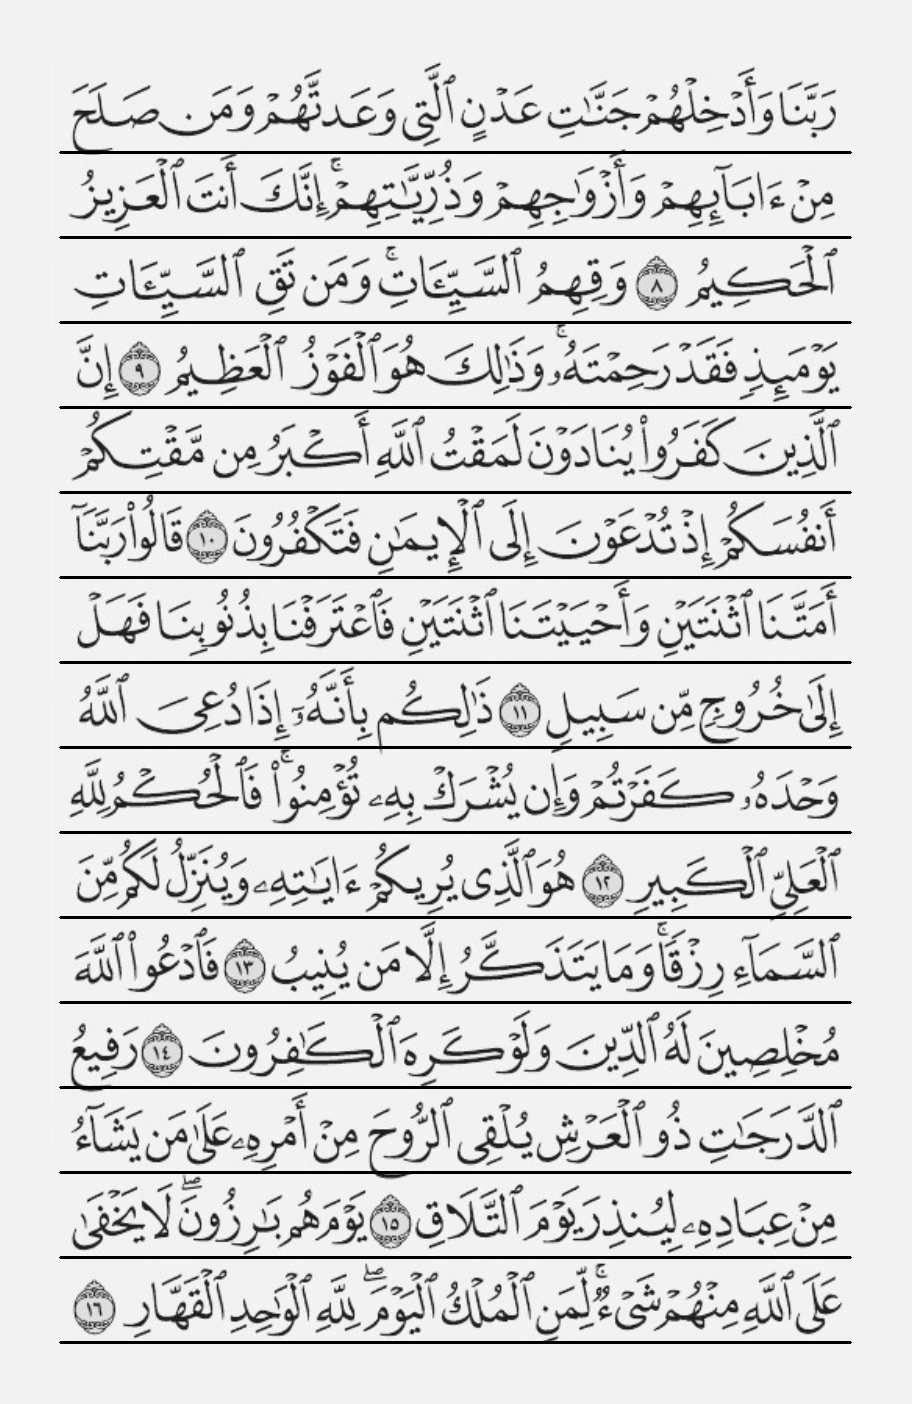 رَبَّنَا وَأَدْخِلْهُمْ جَنَّٰتِ عَدْنٍ ٱلَّتِى وَعَدتَّهُمْ وَمَن صَلَحَ
مِنْ ءَابَآئِهِمْ وَأَزْوَٰجِهِمْ وَذُرِّيَّٰتِهِمْ ۚ إِنَّكَ أَنتَ ٱلْعَزِيزُ
ٱلْحَكِيمُ ٨ وَقِهِمُ ٱلسَّيِّـَٔاتِ ۚ وَمَن تَقِ ٱلسَّيِّـَٔاتِ
يَوْمَئِذٍ فَقَدْ رَحِمْتَهُۥ ۚ وَذَٰلِكَ هُوَ ٱلْفَوْزُ ٱلْعَظِيمُ ٩ إِنَّ
ٱلَّذِينَ كَفَرُوا۟ يُنَادَوْنَ لَمَقْتُ ٱللَّهِ أَكْبَرُ مِن مَّقْتِكُمْ
أَنفُسَكُمْ إِذْ تُدْعَوْنَ إِلَى ٱلْإِيمَٰنِ فَتَكْفُرُونَ ١٠ قَالُوا۟ رَبَّنَآ
أَمَتَّنَا ٱثْنَتَيْنِ وَأَحْيَيْتَنَا ٱثْنَتَيْنِ فَٱعْتَرَفْنَا بِذُنُوبِنَا فَهَلْ
إِلَىٰ خُرُوجٍ مِّن سَبِيلٍ ١١ ذَٰلِكُم بِأَنَّهُۥٓ إِذَا دُعِىَ ٱللَّهُ
وَحْدَهُۥ كَفَرْتُمْ وَإِن يُشْرَكْ بِهِۦ تُؤْمِنُوا۟ ۚ فَٱلْحُكْمُ لِلَّهِ
ٱلْعَلِىِّ ٱلْكَبِيرِ ١٢ هُوَ ٱلَّذِى يُرِيكُمْ ءَايَٰتِهِۦ وَيُنَزِّلُ لَكُم مِّنَ
ٱلسَّمَآءِ رِزْقًا ۚ وَمَا يَتَذَكَّرُ إِلَّا مَن يُنِيبُ ١٣ فَٱدْعُوا۟ ٱللَّهَ
مُخْلِصِينَ لَهُ ٱلدِّينَ وَلَوْ كَرِهَ ٱلْكَٰفِرُونَ ١٤ رَفِيعُ
ٱلدَّرَجَٰتِ ذُو ٱلْعَرْشِ يُلْقِى ٱلرُّوحَ مِنْ أَمْرِهِۦ عَلَىٰ مَن يَشَآءُ
مِنْ عِبَادِهِۦ لِيُنذِرَ يَوْمَ ٱلتَّلَاقِ ١٥ يَوْمَ هُم بَٰرِزُونَ ۖ لَا يَخْفَىٰ
عَلَى ٱللَّهِ مِنْهُمْ شَىْءٌ ۚ لِّمَنِ ٱلْمُلْكُ ٱلْيَوْمَ ۖ لِلَّهِ ٱلْوَٰحِدِ ٱلْقَهَّارِ ١٦